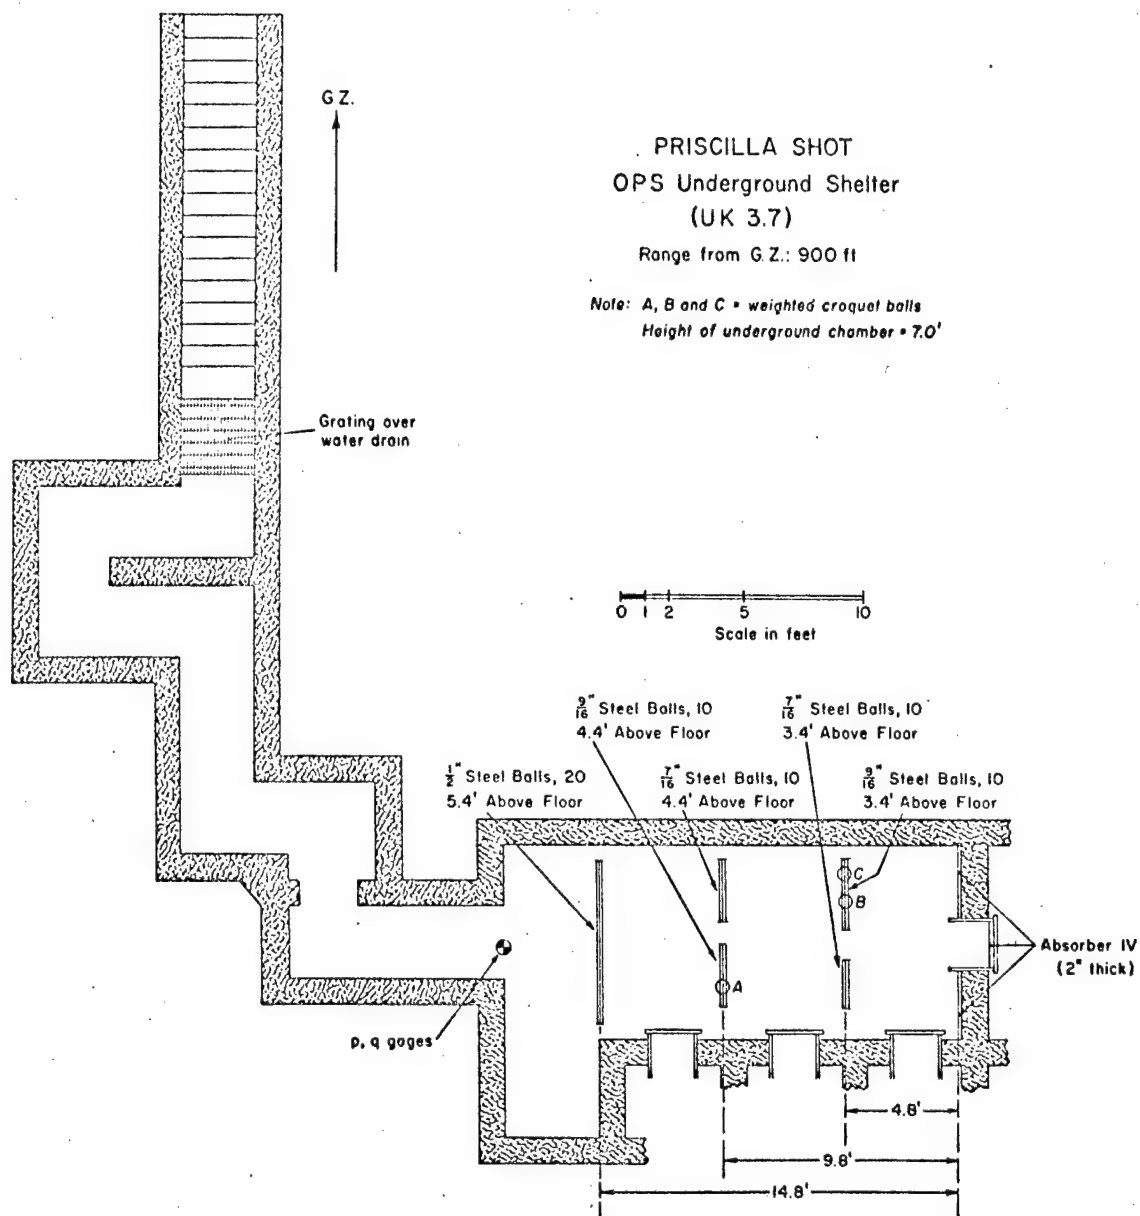 G.Z.
PRISCILLA SHOT
OPS Underground Shelter
(UK 3.7)
Range from G.Z.: 900 ft
Note: A, B and C = weighted croquet balls
Height of underground chamber = 7.0'
Grating over
water drain
0 1 2 5 10
Scale in feet
9/16" Steel Balls, 10
4.4' Above Floor
7/16" Steel Balls, 10
3.4' Above Floor
1/2" Steel Balls, 20
5.4' Above Floor
7/16" Steel Balls, 10
4.4' Above Floor
9/16" Steel Balls, 10
3.4' Above Floor
C
B
A
Absorber IV
(2" thick)
p, q gages
4.8'
9.8'
14.8'